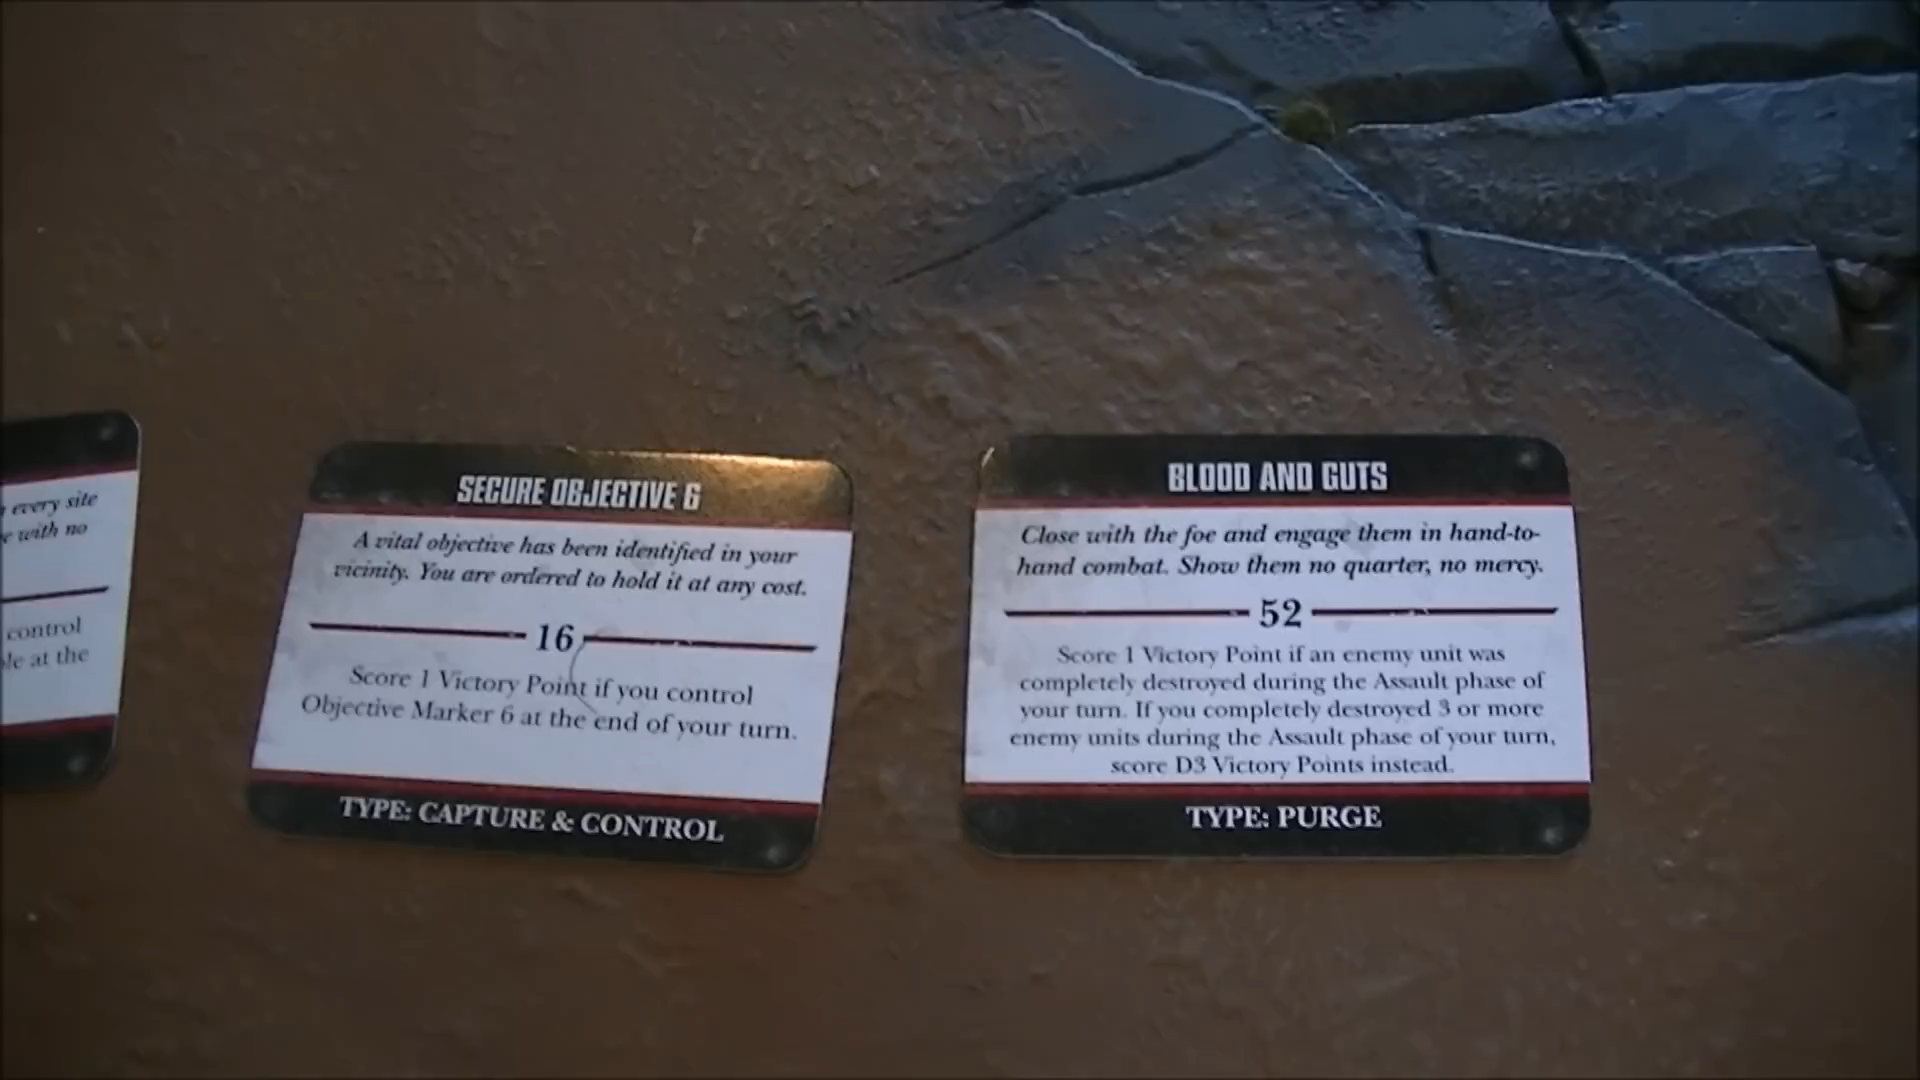 every site
with no
control
at the
SECURE OBJECTIVE 6
A vital objective has been identified in your
vicinity. You are ordered to hold it at any cost.
16
Score 1 Victory Point if you control
Objective Marker 6 at the end of your turn.
TYPE: CAPTURE & CONTROL
BLOOD AND GUTS
Close with the foe and engage them in hand-to-
hand combat. Show them no quarter, no mercy.
52
Score 1 Victory Point if an enemy unit was
completely destroyed during the Assault phase of
your turn. If you completely destroyed 3 or more
enemy units during the Assault phase of your turn,
score D3 Victory Points instead.
TYPE: PURGE